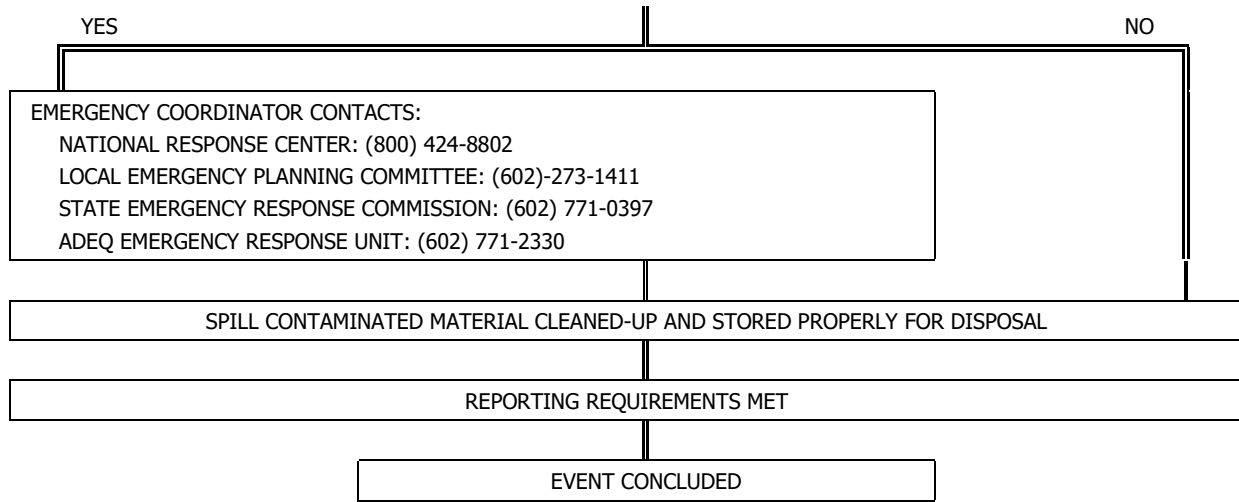 YES
NO
EMERGENCY COORDINATOR CONTACTS:
NATIONAL RESPONSE CENTER: (800) 424-8802
LOCAL EMERGENCY PLANNING COMMITTEE: (602)-273-1411
STATE EMERGENCY RESPONSE COMMISSION: (602) 771-0397
ADEQ EMERGENCY RESPONSE UNIT: (602) 771-2330
SPILL CONTAMINATED MATERIAL CLEANED-UP AND STORED PROPERLY FOR DISPOSAL
REPORTING REQUIREMENTS MET
EVENT CONCLUDED